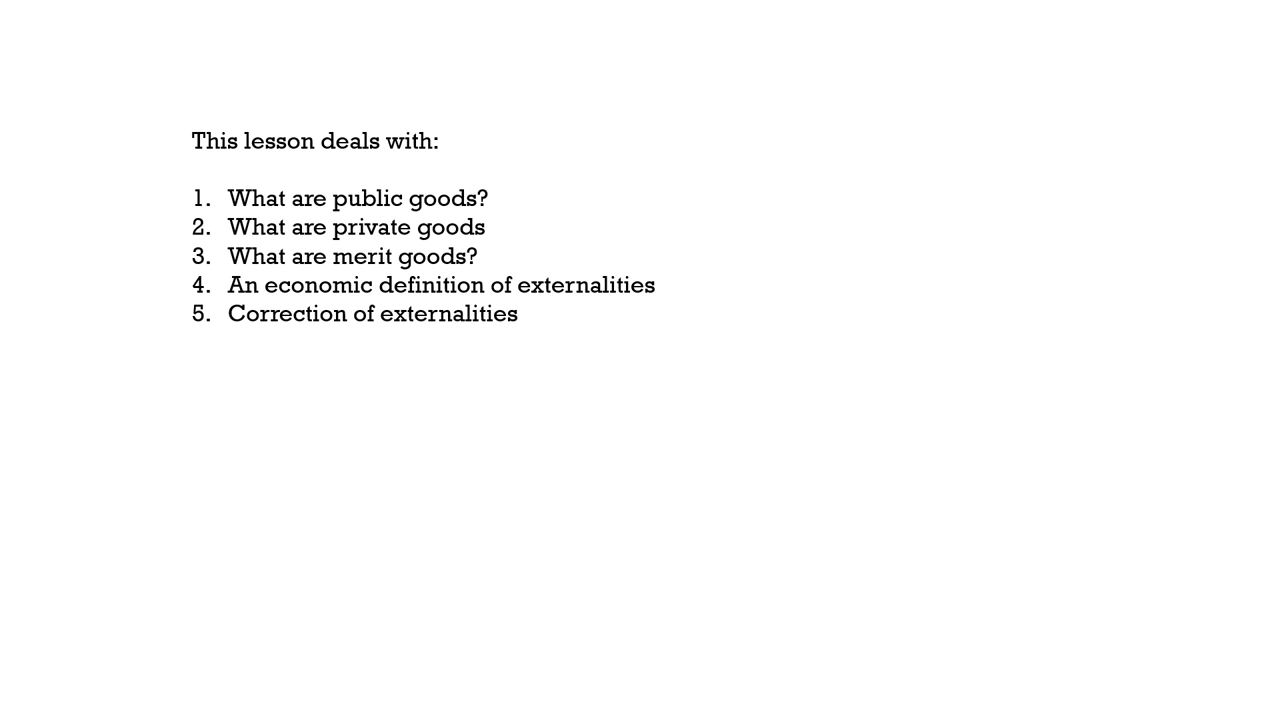 This lesson deals with:
1. What are public goods?
2. What are private goods
3. What are merit goods?
4. An economic definition of externalities
5. Correction of externalities